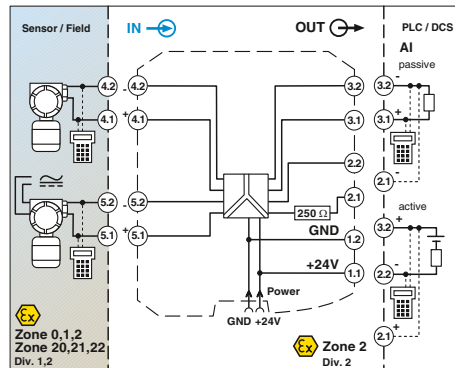 Sensor / Field
IN
OUT
PLC / DCS
AI
passive
4.2 - 4.2
4.1 + 4.1
5.2 - 5.2
5.1 + 5.1
3.2
3.1
2.2
2.1
250 Ω
GND
1.2
+24V
1.1
Power
GND +24V
3.2 -
3.1 +
2.1 -
active
3.2 +
2.2 -
2.1 +
Ex
Zone 0,1,2
Zone 20,21,22
Div. 1,2
Ex
Zone 2
Div. 2